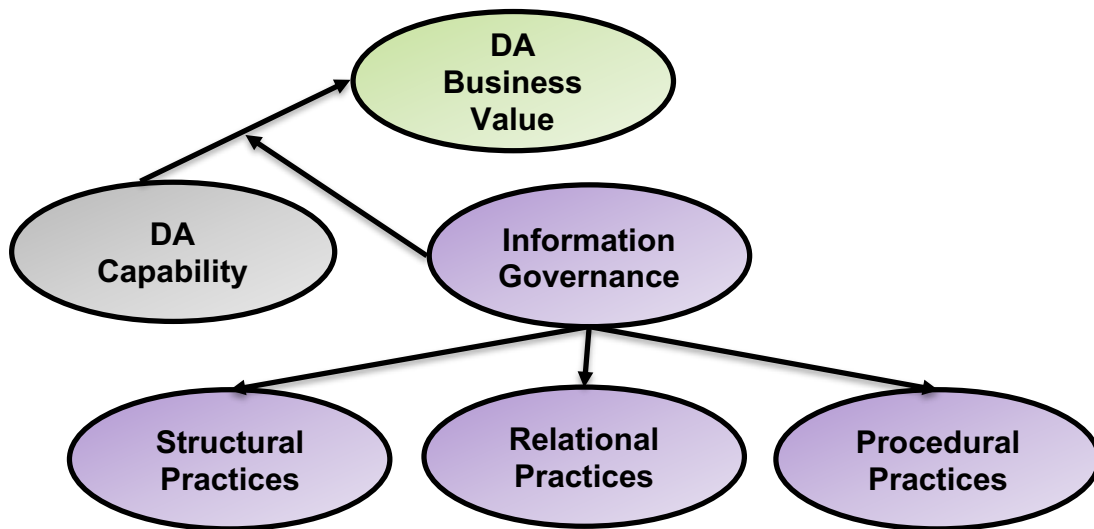 DA
Business
Value
DA
Capability
Information
Governance
Structural
Practices
Relational
Practices
Procedural
Practices